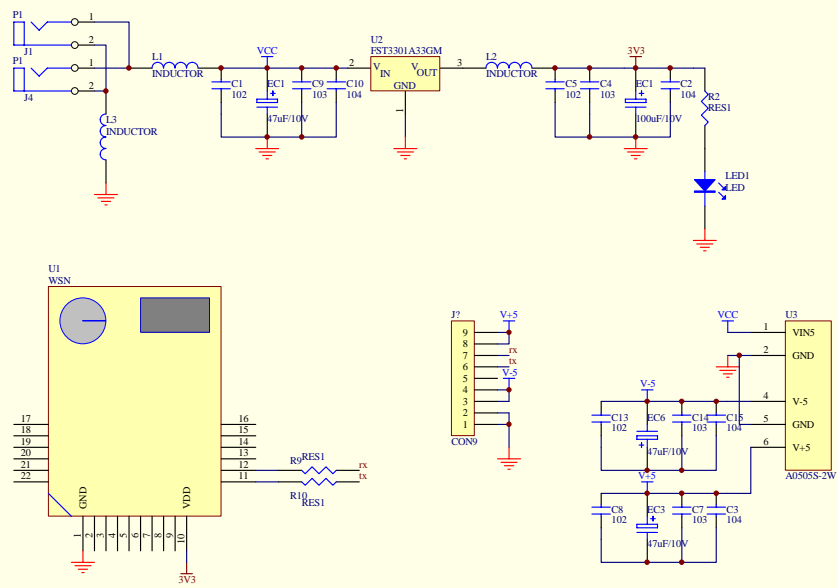 P1
1
2
J1
P1
1
2
J4
L3
INDUCTOR
L1
INDUCTOR
C1
102
VCC
EC1
47uF/10V
C9
103
C10
104
U2
FST3301A33GM
2
V IN
V OUT
3
GND
1
L2
INDUCTOR
C5
102
C4
103
3V3
EC1
100uF/10V
C2
104
R2
RES1
LED1
LED
U1
WSN
17
18
19
20
21
22
16
15
14
13
12
11
GND
VDD
1
2
3
4
5
6
7
8
9
10
3V3
R9
RES1
rx
tx
R10
RES1
J?
V+5
9
8
7
rx
6
tx
5
V-5
4
3
2
1
CON9
VCC
U3
1
VIN5
2
GND
4
V-5
5
GND
6
V+5
A0505S-2W
V-5
C13
102
EC6
47uF/10V
C14
103
C15
104
V+5
C8
102
EC3
47uF/10V
C7
103
C3
104